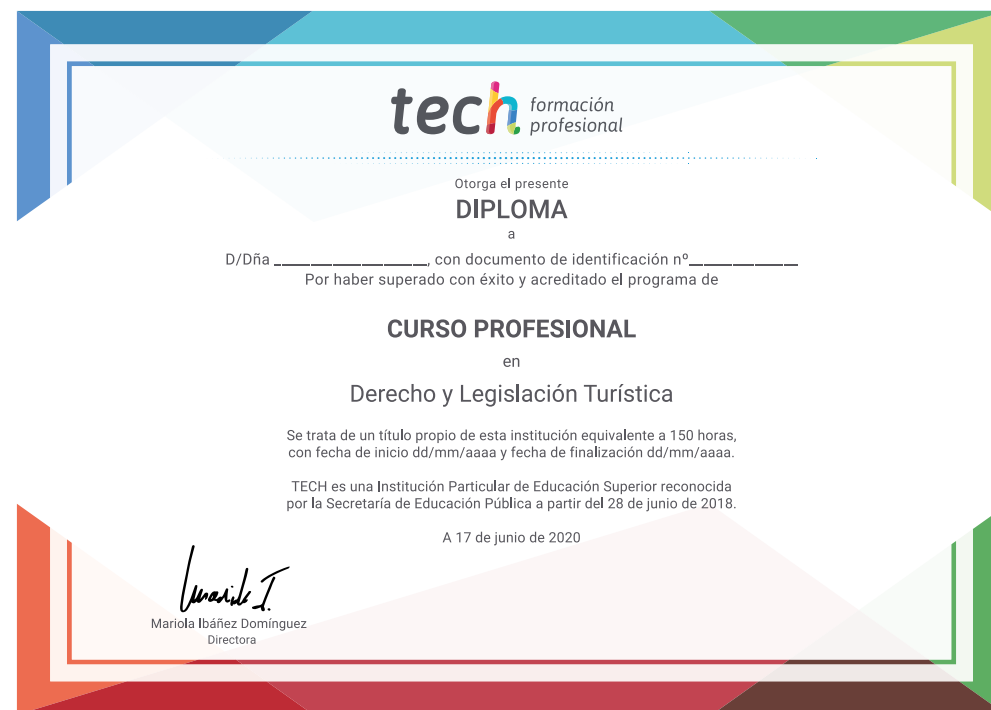 tech formación
profesional
Otorga el presente
DIPLOMA
a
D/Dña ____________________, con documento de identificación nº______________
Por haber superado con éxito y acreditado el programa de
CURSO PROFESIONAL
en
Derecho y Legislación Turística
Se trata de un título propio de esta institución equivalente a 150 horas,
con fecha de inicio dd/mm/aaaa y fecha de finalización dd/mm/aaaa.
TECH es una Institución Particular de Educación Superior reconocida
por la Secretaría de Educación Pública a partir del 28 de junio de 2018.
A 17 de junio de 2020
Mariola I.
Mariola Ibáñez Domínguez
Directora